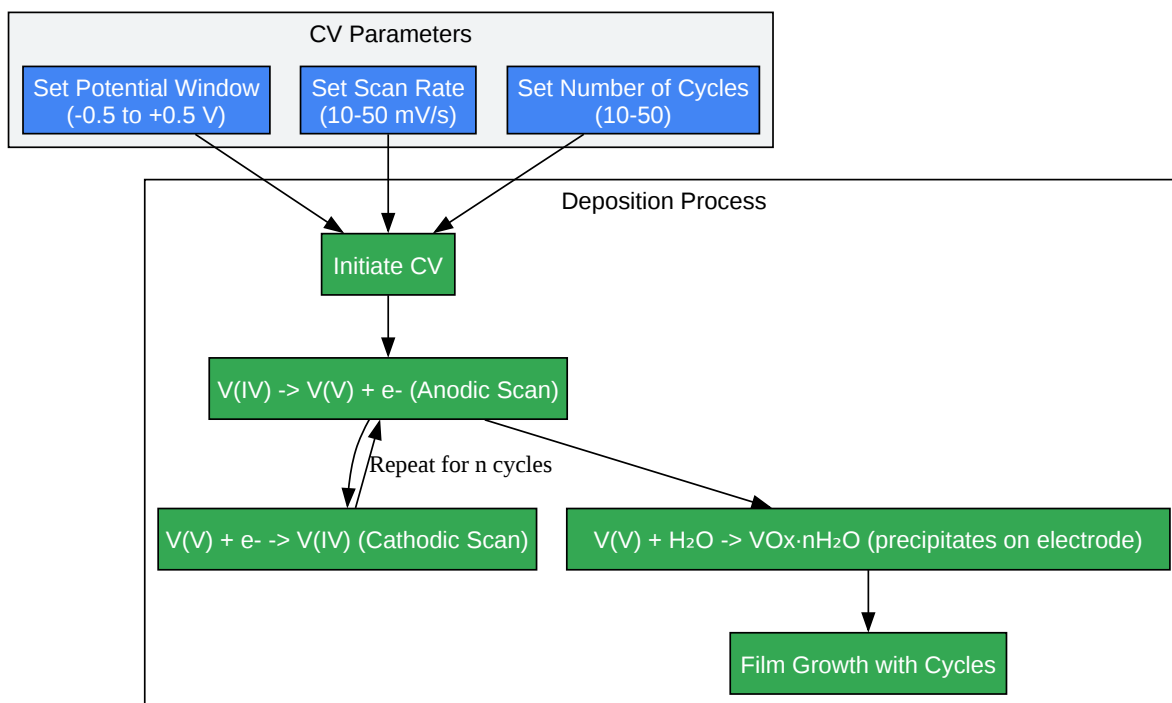 CV Parameters
Set Potential Window
(-0.5 to +0.5 V)
Set Scan Rate
(10-50 mV/s)
Set Number of Cycles
(10-50)
Deposition Process
Initiate CV
V(IV) -> V(V) + e- (Anodic Scan)
Repeat for n cycles
V(V) + e- -> V(IV) (Cathodic Scan)
V(V) + H₂O -> VOx·nH₂O (precipitates on electrode)
Film Growth with Cycles